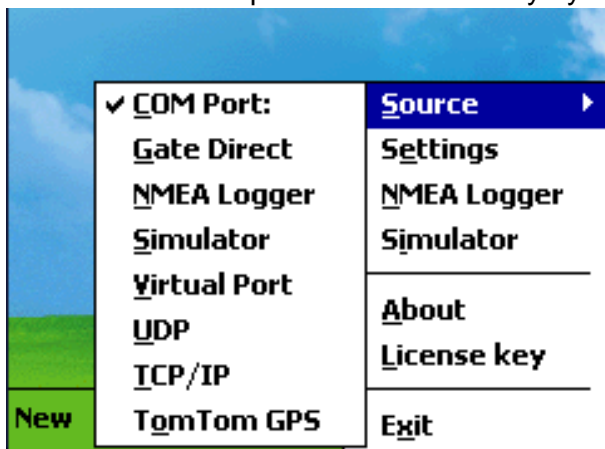 COM Port:
Gate Direct
NMEA Logger
Simulator
Virtual Port
UDP
TCP/IP
TomTom GPS
Source
Settings
NMEA Logger
Simulator
About
License key
Exit
New